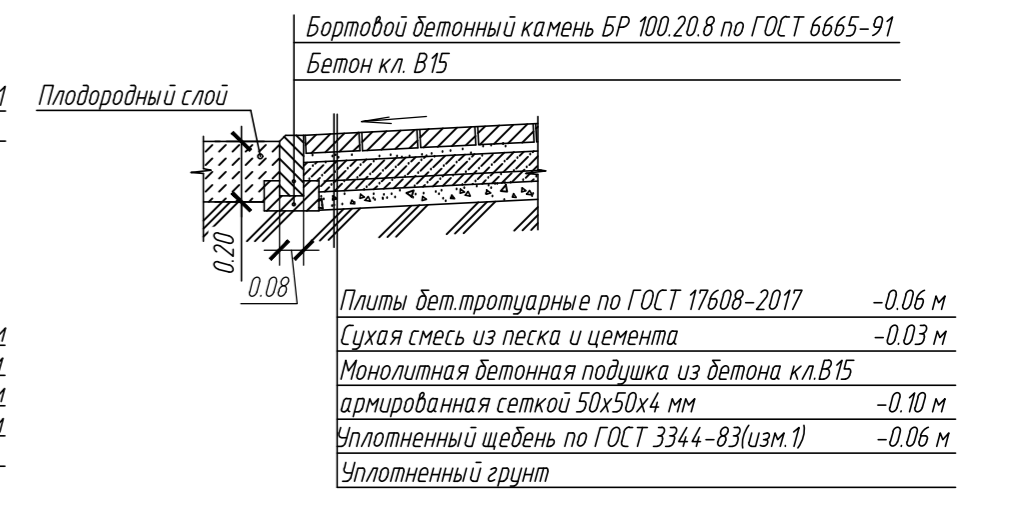 Бортовой бетонный камень БР 100.20.8 по ГОСТ 6665-91
Бетон кл. В15
Плодородный слой
0.20
0.08
Плиты бет.тротуарные по ГОСТ 17608-2017 -0.06 м
Сухая смесь из песка и цемента -0.03 м
Монолитная бетонная подушка из бетона кл.В15
армированная сеткой 50х50х4 мм -0.10 м
Уплотненный щебень по ГОСТ 3344-83(изм.1) -0.06 м
Уплотненный грунт